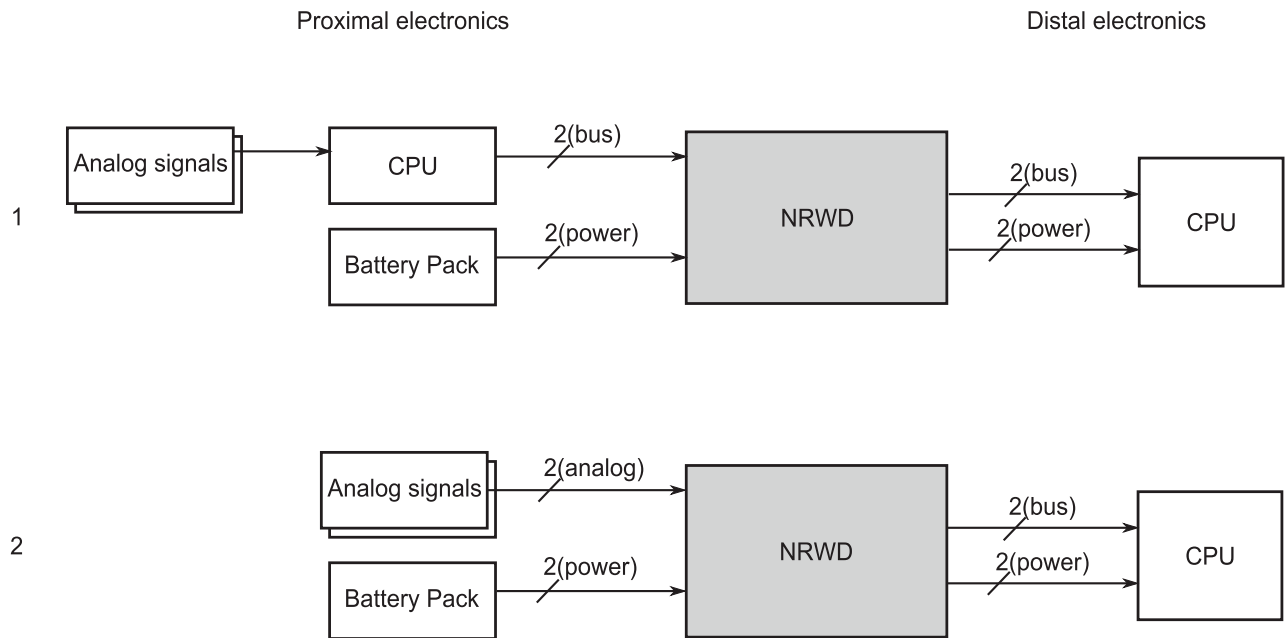 Proximal electronics
Distal electronics
1
Analog signals
CPU
2(bus)
Battery Pack
2(power)
NRWD
2(bus)
2(power)
CPU
2
Analog signals
2(analog)
Battery Pack
2(power)
NRWD
2(bus)
2(power)
CPU